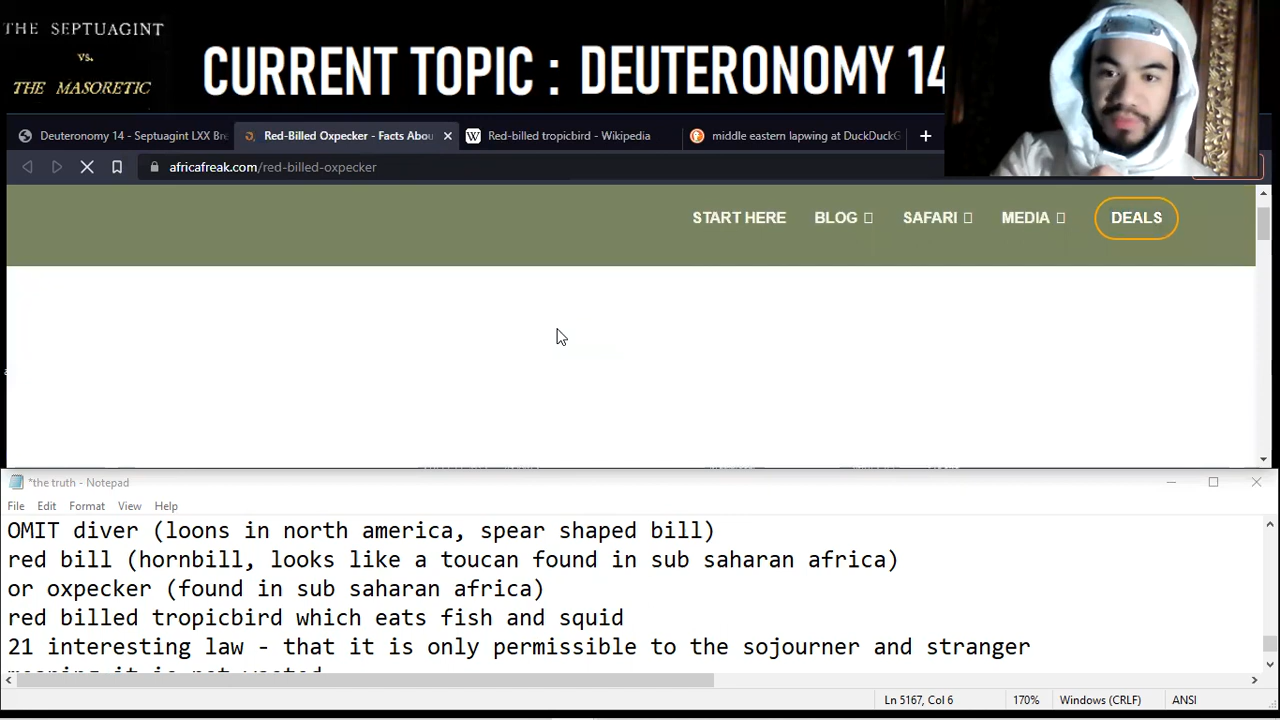 THE SEPTUAGINT
vs.
THE MASORETIC
CURRENT TOPIC : DEUTERONOMY 14
Deuteronomy 14 - Septuagint LXX Bre
Red-Billed Oxpecker - Facts Abou
Red-billed tropicbird - Wikipedia
middle eastern lapwing at DuckDuckG
africafreak.com/red-billed-oxpecker
START HERE
BLOG
SAFARI
MEDIA
DEALS
*the truth - Notepad
File Edit Format View Help
OMIT diver (loons in north america, spear shaped bill)
red bill (hornbill, looks like a toucan found in sub saharan africa)
or oxpecker (found in sub saharan africa)
red billed tropicbird which eats fish and squid
21 interesting law - that it is only permissible to the sojourner and stranger
meaning it is not wasted
Ln 5167, Col 6
170%
Windows (CRLF)
ANSI